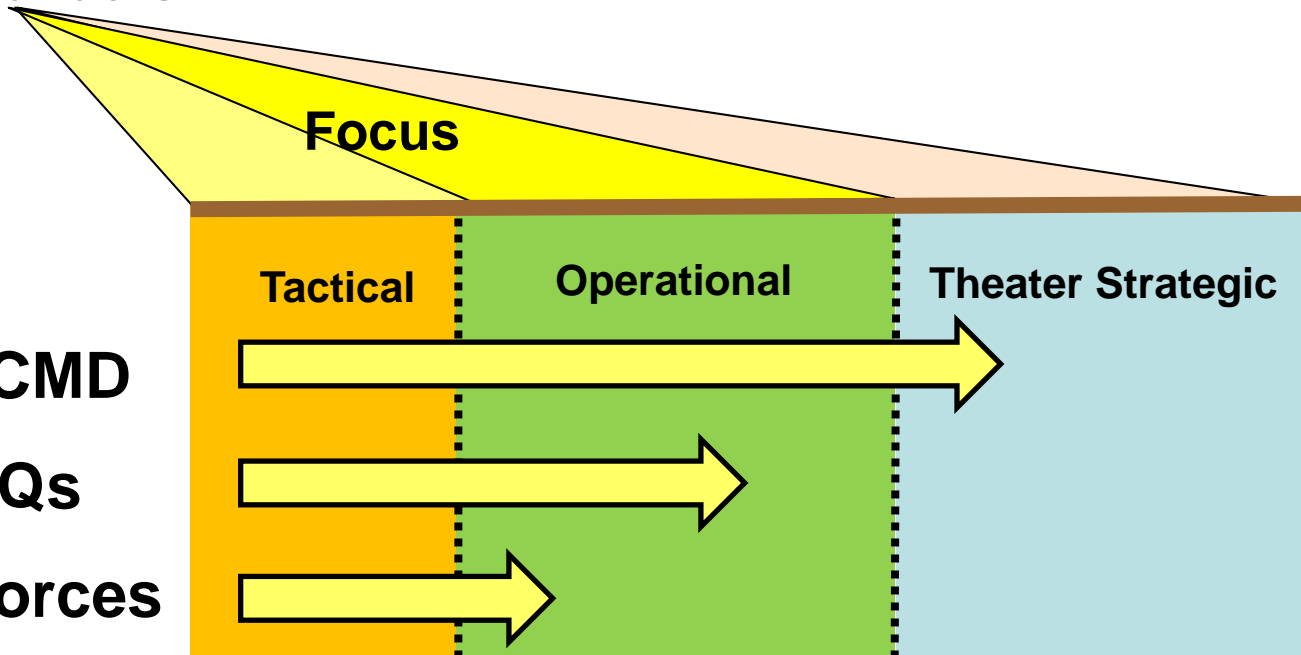 Focus
Tactical
Operational
Theater Strategic
CMD
Qs
orces